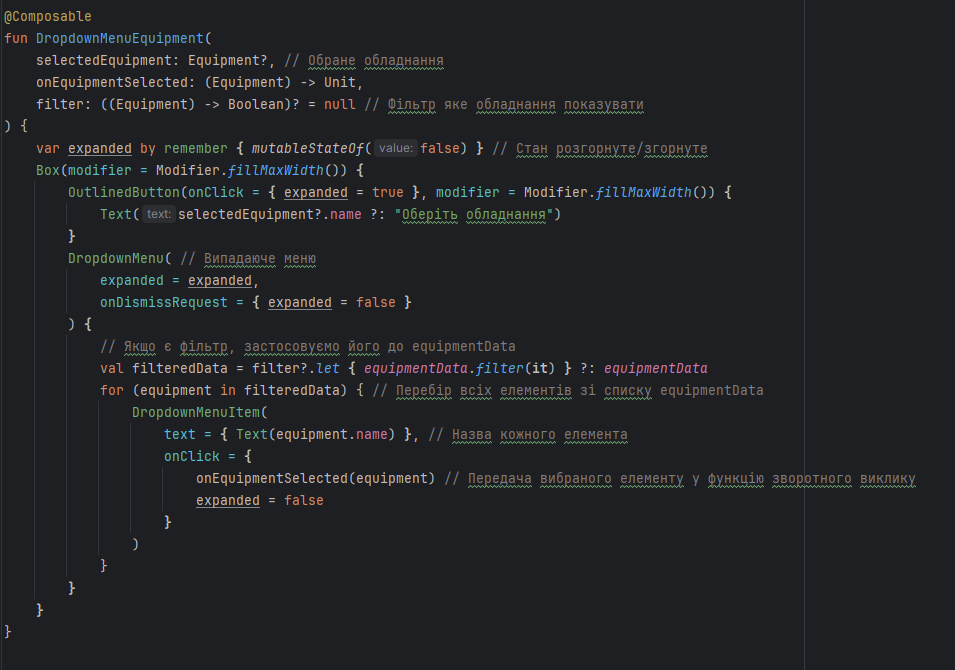 @Composable
fun DropdownMenuEquipment(
    selectedEquipment: Equipment?, // Обране обладнання
    onEquipmentSelected: (Equipment) -> Unit,
    filter: ((Equipment) -> Boolean)? = null // Фільтр яке обладнання показувати
) {
    var expanded by remember { mutableStateOf( value: false) } // Стан розгорнуте/згорнуте
    Box(modifier = Modifier.fillMaxWidth()) {
        OutlinedButton(onClick = { expanded = true }, modifier = Modifier.fillMaxWidth()) {
            Text( text: selectedEquipment?.name ?: "Оберіть обладнання")
        }
        DropdownMenu( // Випадаюче меню
            expanded = expanded,
            onDismissRequest = { expanded = false }
        ) {
            // Якщо є фільтр, застосовуємо його до equipmentData
            val filteredData = filter?.let { equipmentData.filter(it) } ?: equipmentData
            for (equipment in filteredData) { // Перебір всіх елементів зі списку equipmentData
                DropdownMenuItem(
                    text = { Text(equipment.name) }, // Назва кожного елемента
                    onClick = {
                        onEquipmentSelected(equipment) // Передача вибраного елементу у функцію зворотного виклику
                        expanded = false
                    }
                )
            }
        }
    }
}